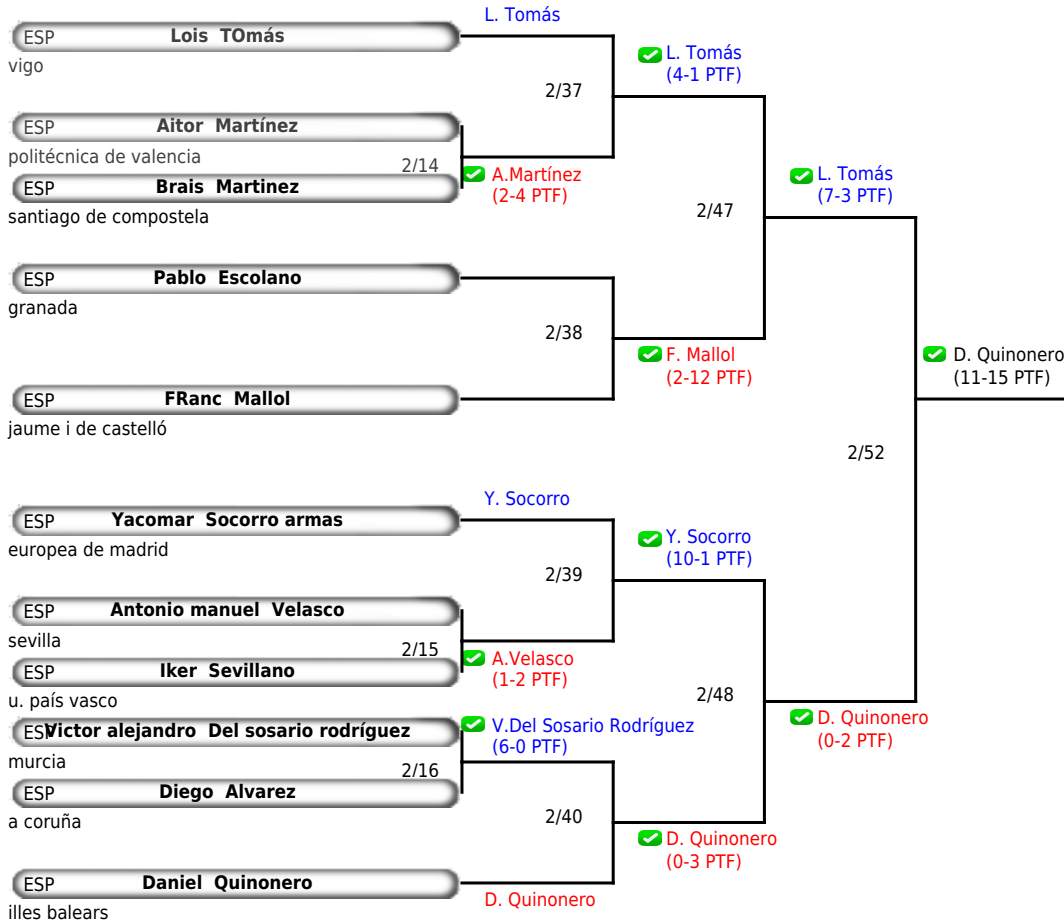 L. Tomás
ESP Lois TOmás
vigo
L. Tomás
(4-1 PTF)
2/37
ESP Aitor Martínez
politécnica de valencia
2/14
A.Martínez
(2-4 PTF)
ESP Brais Martinez
santiago de compostela
L. Tomás
(7-3 PTF)
2/47
ESP Pablo Escolano
granada
2/38
F. Mallol
(2-12 PTF)
D. Quinonero
(11-15 PTF)
ESP FRanc Mallol
jaume i de castelló
2/52
Y. Socorro
ESP Yacomar Socorro armas
europea de madrid
Y. Socorro
(10-1 PTF)
2/39
ESP Antonio manuel Velasco
sevilla
2/15
A.Velasco
(1-2 PTF)
ESP Iker Sevillano
u. país vasco
2/48
D. Quinonero
(0-2 PTF)
ESP Victor alejandro Del sosario rodríguez
murcia
V.Del Sosario Rodríguez
(6-0 PTF)
2/16
ESP Diego Alvarez
a coruña
2/40
D. Quinonero
(0-3 PTF)
ESP Daniel Quinonero
illes balears
D. Quinonero